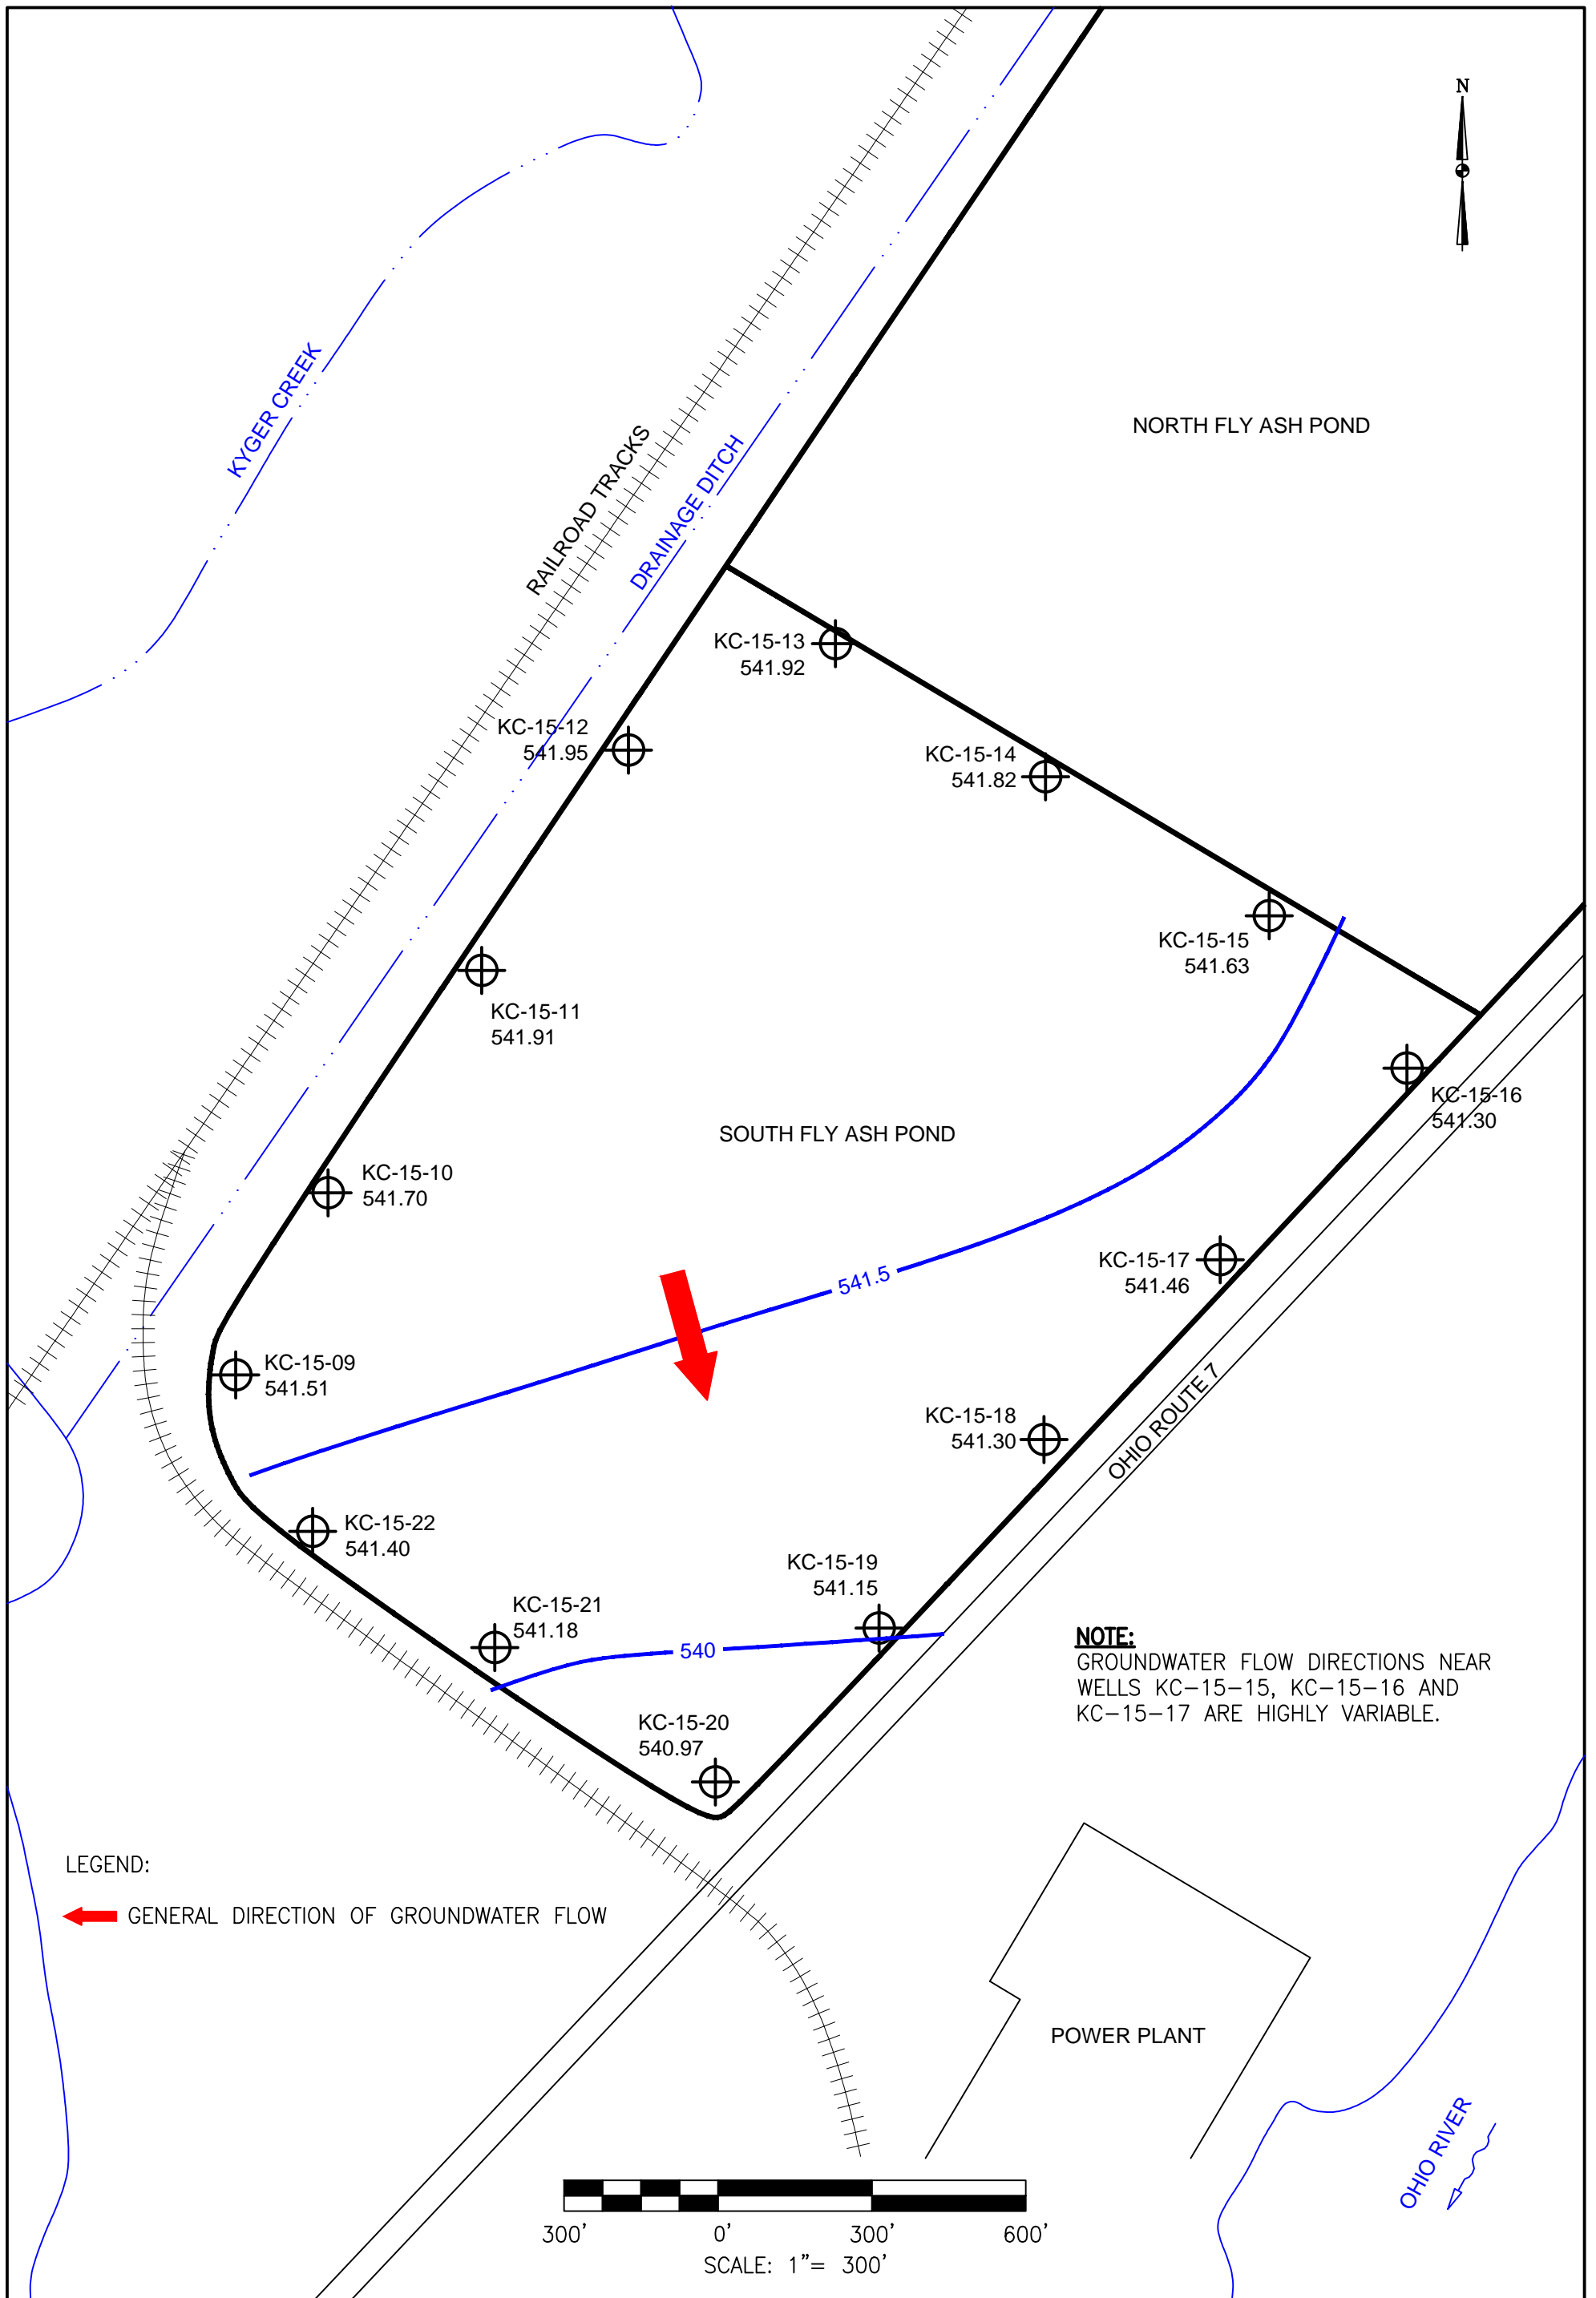 N
KYGER CREEK
RAILROAD TRACKS
DRAINAGE DITCH
NORTH FLY ASH POND
KC-15-13
541.92
KC-15-12
541.95
KC-15-14
541.82
KC-15-15
541.63
KC-15-11
541.91
KC-15-16
541.30
SOUTH FLY ASH POND
KC-15-10
541.70
KC-15-17
541.46
541.5
KC-15-09
541.51
KC-15-18
541.30
OHIO ROUTE 7
KC-15-22
541.40
KC-15-19
541.15
KC-15-21
541.18
540
NOTE:
GROUNDWATER FLOW DIRECTIONS NEAR
WELLS KC-15-15, KC-15-16 AND
KC-15-17 ARE HIGHLY VARIABLE.
KC-15-20
540.97
LEGEND:
GENERAL DIRECTION OF GROUNDWATER FLOW
POWER PLANT
OHIO RIVER
300' 0' 300' 600'
SCALE: 1"= 300'